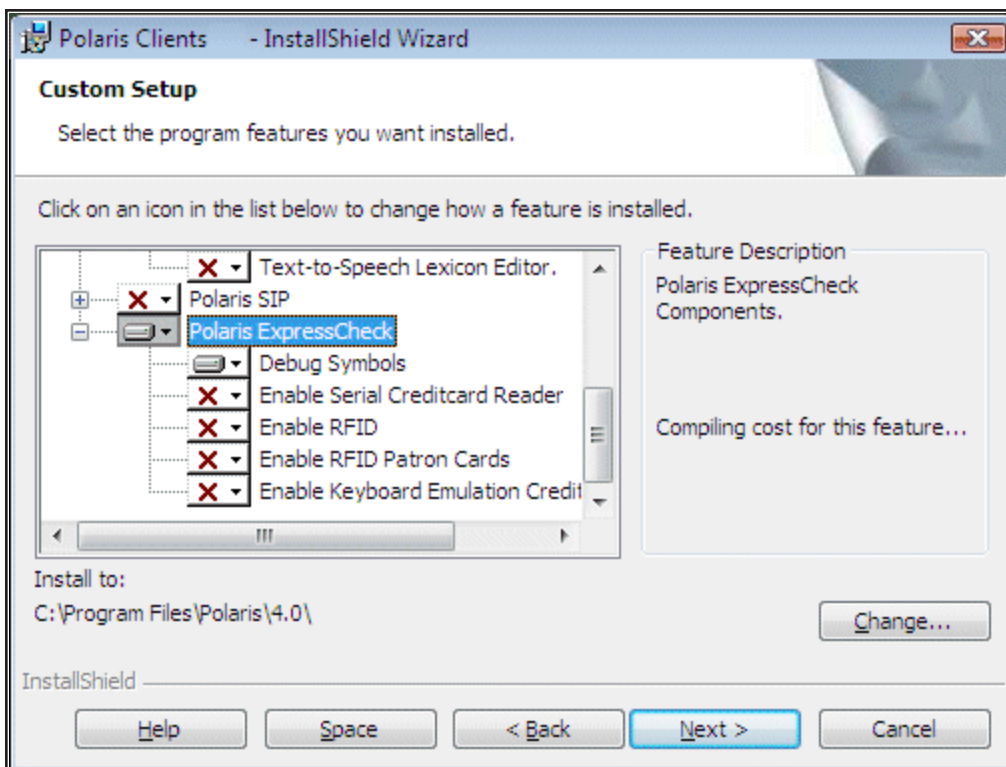 Polaris Clients - InstallShield Wizard
Custom Setup
Select the program features you want installed.
Click on an icon in the list below to change how a feature is installed.
Text-to-Speech Lexicon Editor.
Polaris SIP
Polaris ExpressCheck
Debug Symbols
Enable Serial Creditcard Reader
Enable RFID
Enable RFID Patron Cards
Enable Keyboard Emulation Credit
Feature Description
Polaris ExpressCheck
Components.
Compiling cost for this feature...
Install to:
C:\Program Files\Polaris\4.0\
Change...
InstallShield
Help
Space
< Back
Next >
Cancel